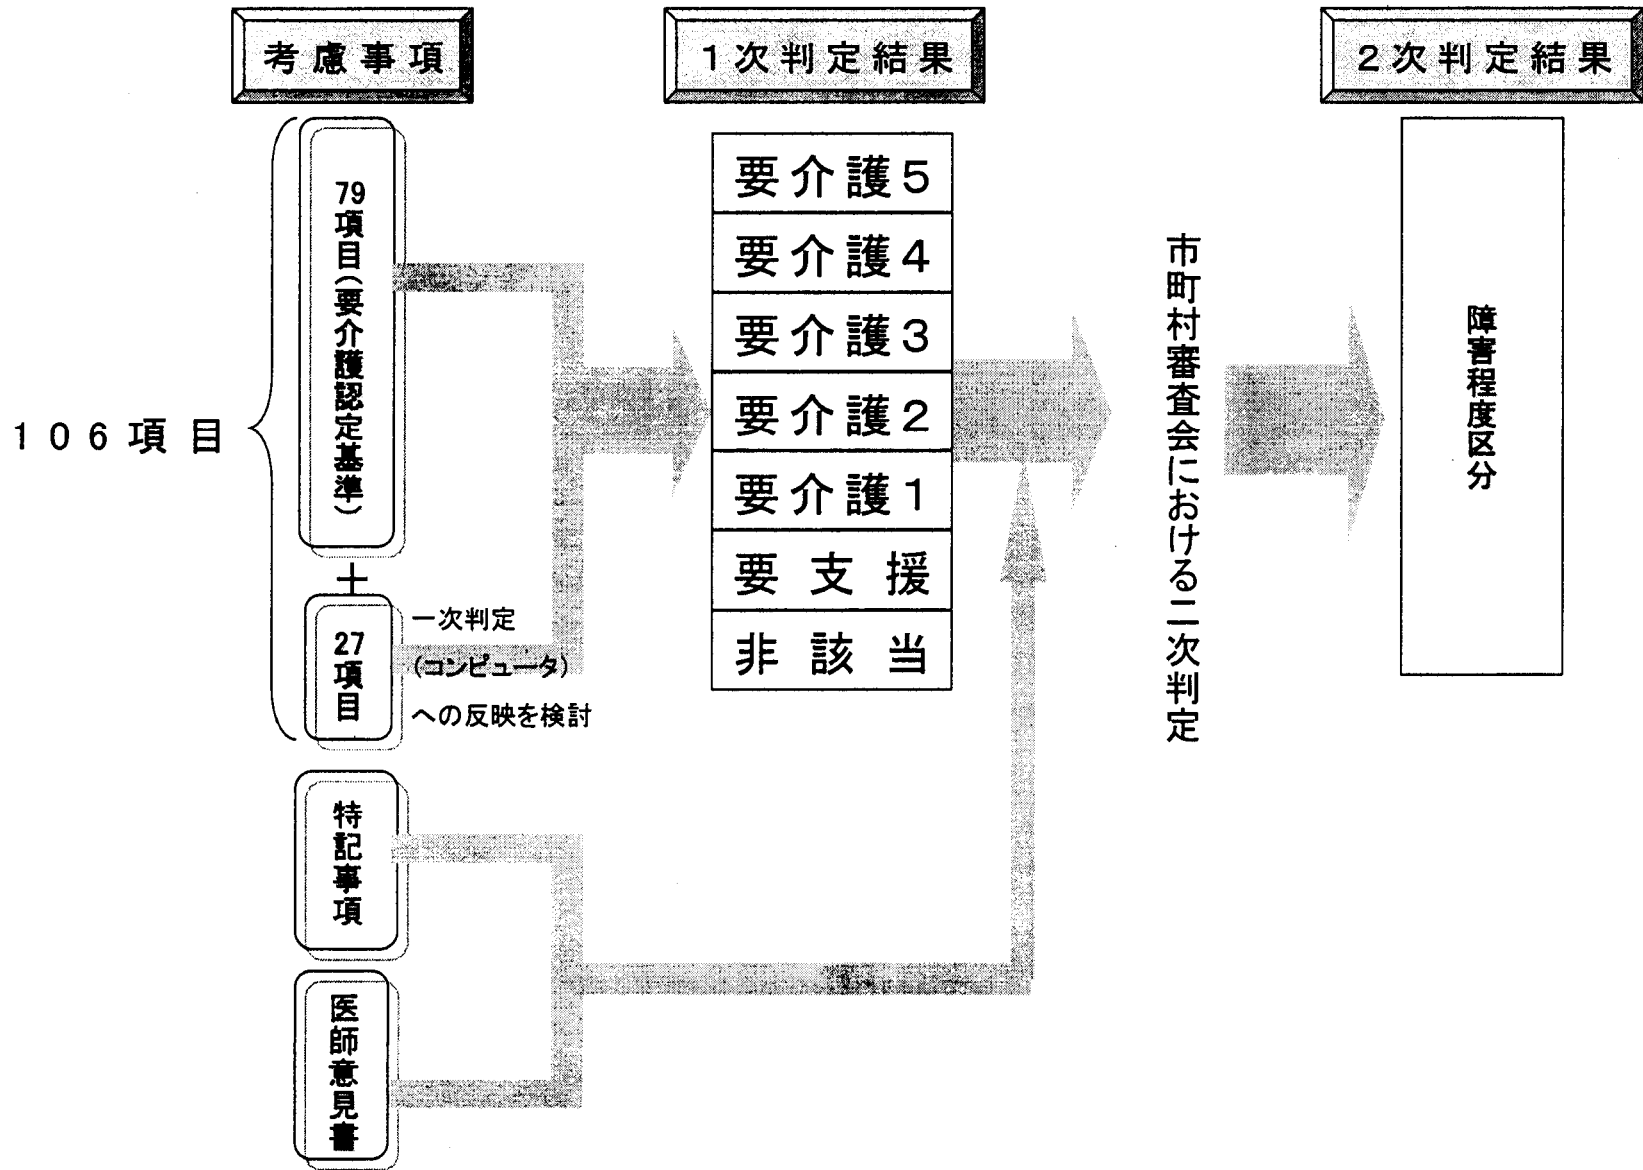 考慮事項
1次判定結果
2次判定結果
106項目
79項目(要介護認定基準)
+
27項目
一次判定
(コンピュータ)
への反映を検討
特記事項
医師意見書
要介護5
要介護4
要介護3
要介護2
要介護1
要支援
非該当
市町村審査会における二次判定
障害程度区分